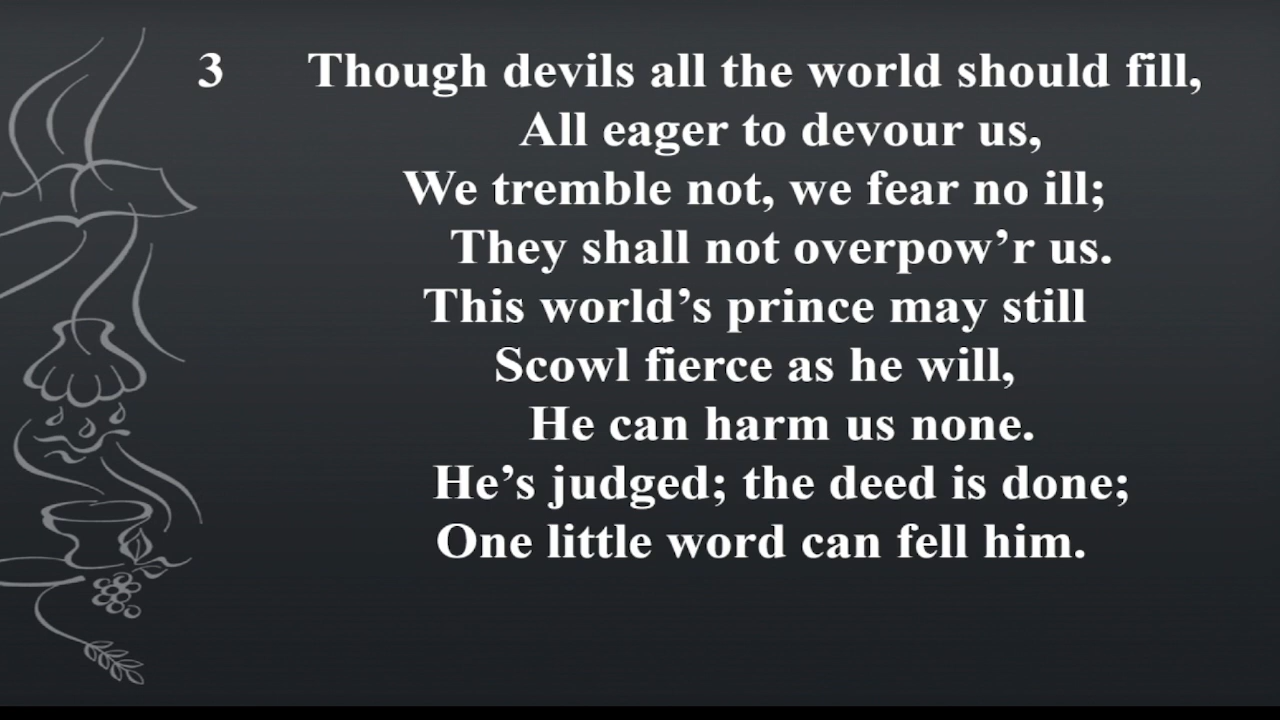 3 Though devils all the world should fill,
All eager to devour us,
We tremble not, we fear no ill;
They shall not overpow’r us.
This world’s prince may still
Scowl fierce as he will,
He can harm us none.
He’s judged; the deed is done;
One little word can fell him.